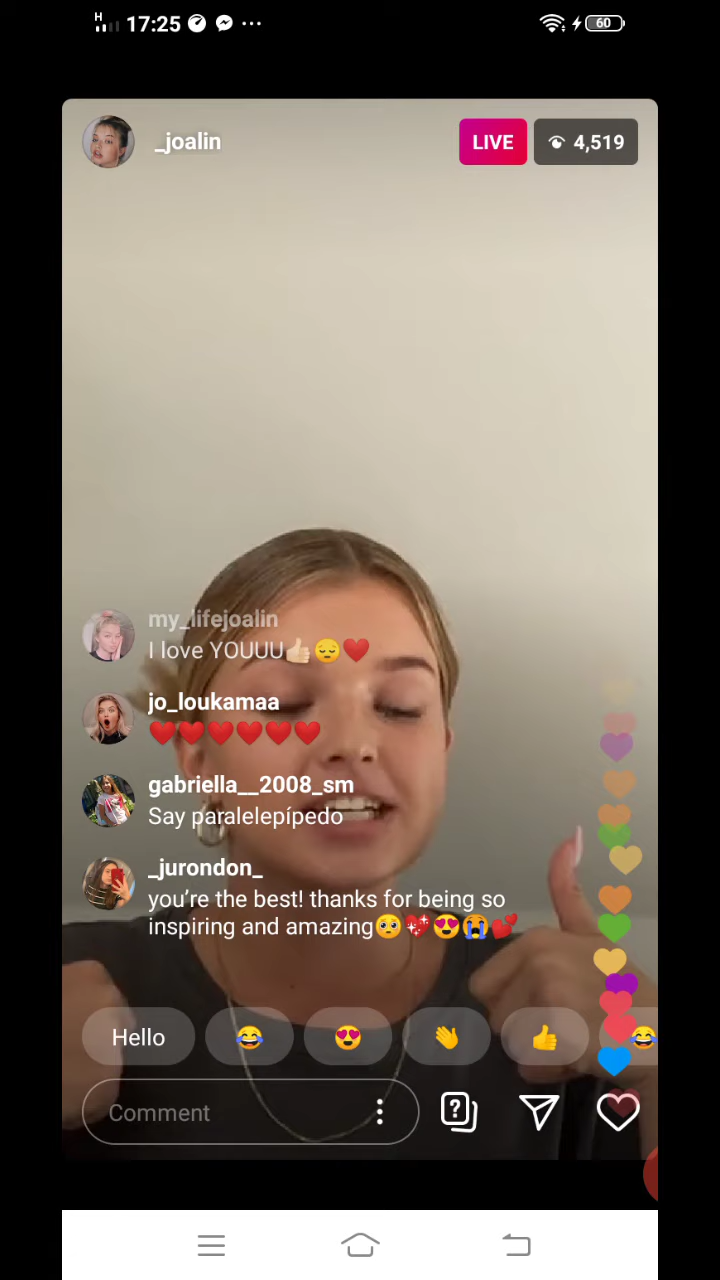 H 17:25 ... 60
_joalin LIVE 4,519
my_lifejoalin
I love YOUUU👍🏻😔❤️
jo_loukamaa
❤️❤️❤️❤️❤️❤️
gabriella__2008_sm
Say paralelepípedo
_jurondon_
you’re the best! thanks for being so
inspiring and amazing🥺💖😍😭💕
Hello 😂 😍 👋 👍 😂
Comment